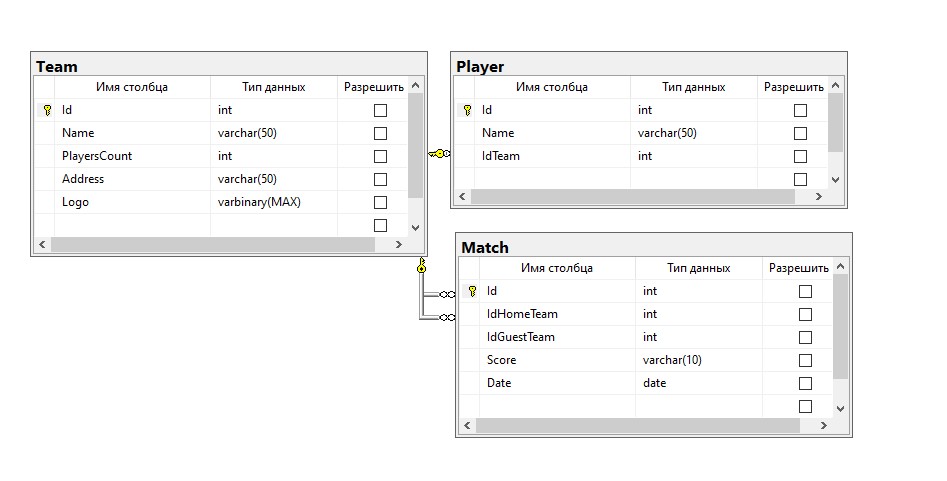 Team
Имя столбца Тип данных Разрешить
Id int
Name varchar(50)
PlayersCount int
Address varchar(50)
Logo varbinary(MAX)
Player
Имя столбца Тип данных Разрешить
Id int
Name varchar(50)
IdTeam int
Match
Имя столбца Тип данных Разрешить
Id int
IdHomeTeam int
IdGuestTeam int
Score varchar(10)
Date date